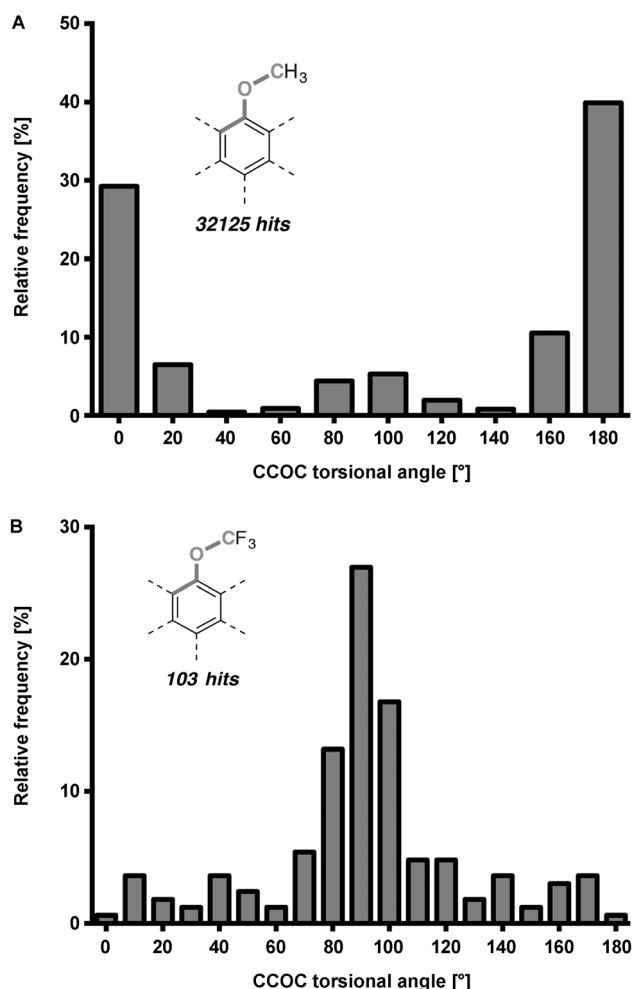 A
50
40
30
20
10
0
Relative frequency [%]
O
CH3
32125 hits
0 20 40 60 80 100 120 140 160 180
CCOC torsional angle [°]
B
30
20
10
0
Relative frequency [%]
O
CF3
103 hits
0 20 40 60 80 100 120 140 160 180
CCOC torsional angle [°]